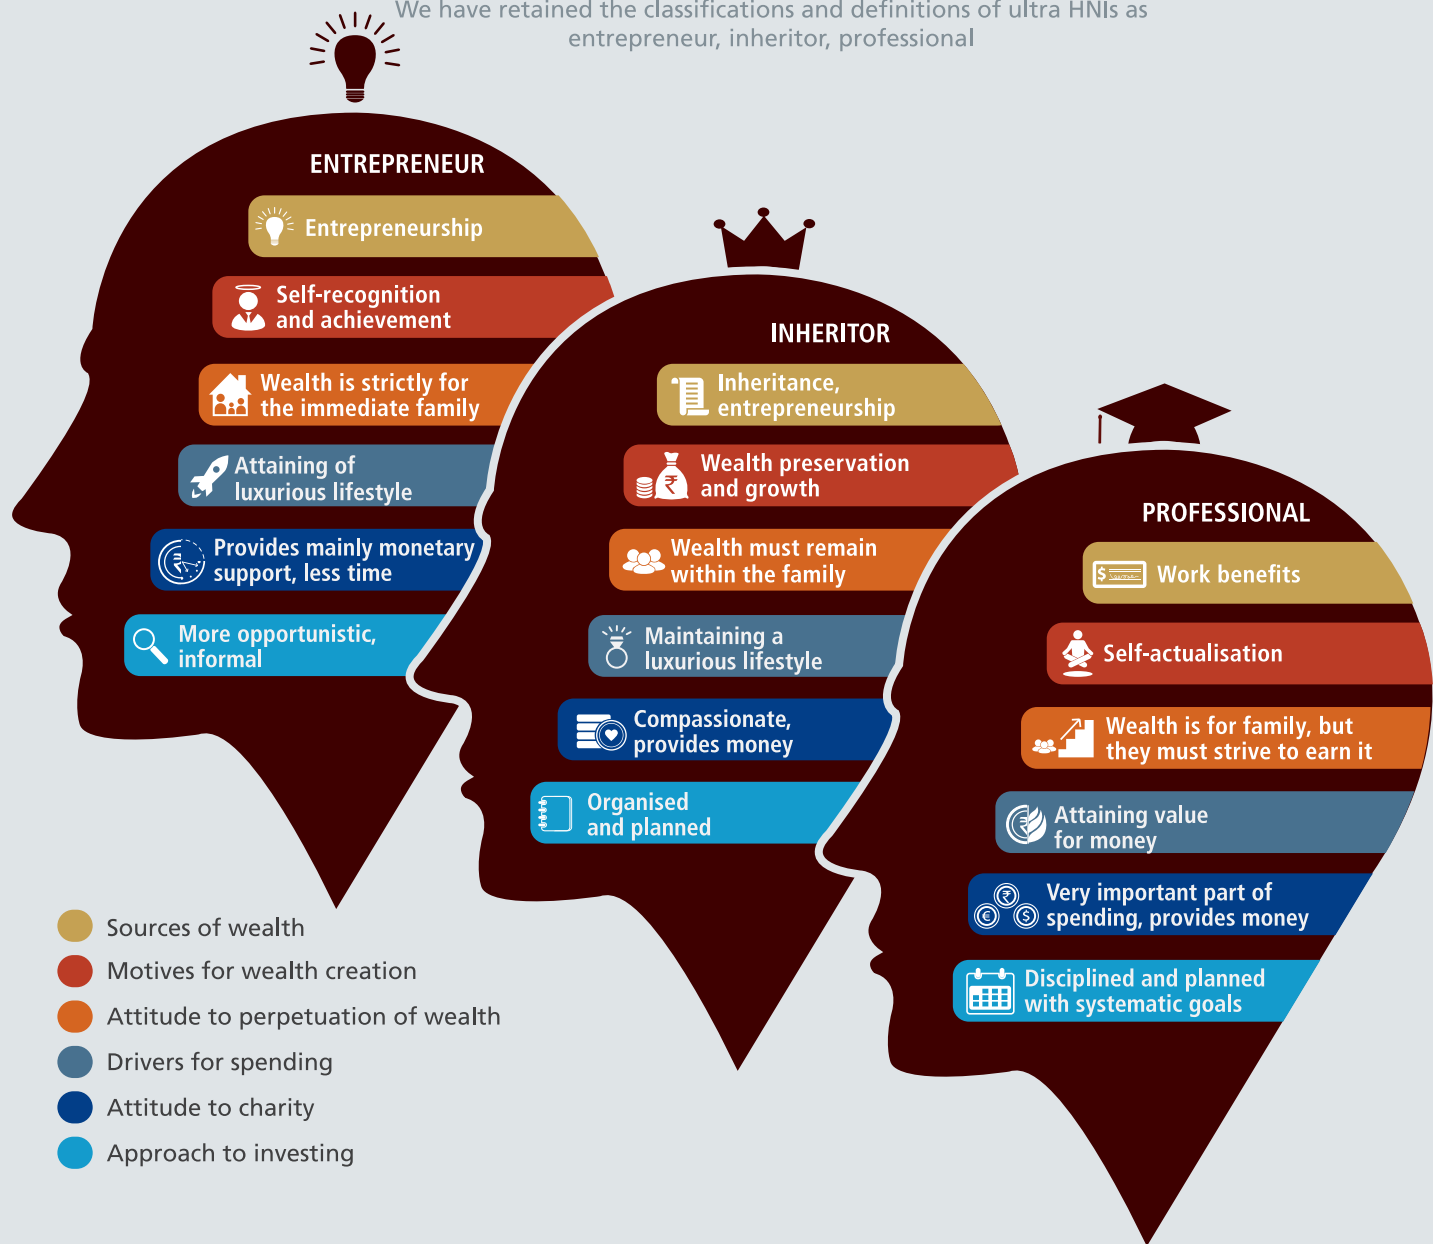 We have retained the classifications and definitions of ultra HNIs as
entrepreneur, inheritor, professional
ENTREPRENEUR
Entrepreneurship
Self-recognition
and achievement
Wealth is strictly for
the immediate family
Attaining of
luxurious lifestyle
Provides mainly monetary
support, less time
More opportunistic,
informal
INHERITOR
Inheritance,
entrepreneurship
Wealth preservation
and growth
Wealth must remain
within the family
Maintaining a
luxurious lifestyle
Compassionate,
provides money
Organised
and planned
PROFESSIONAL
Work benefits
Self-actualisation
Wealth is for family, but
they must strive to earn it
Attaining value
for money
Very important part of
spending, provides money
Disciplined and planned
with systematic goals
Sources of wealth
Motives for wealth creation
Attitude to perpetuation of wealth
Drivers for spending
Attitude to charity
Approach to investing